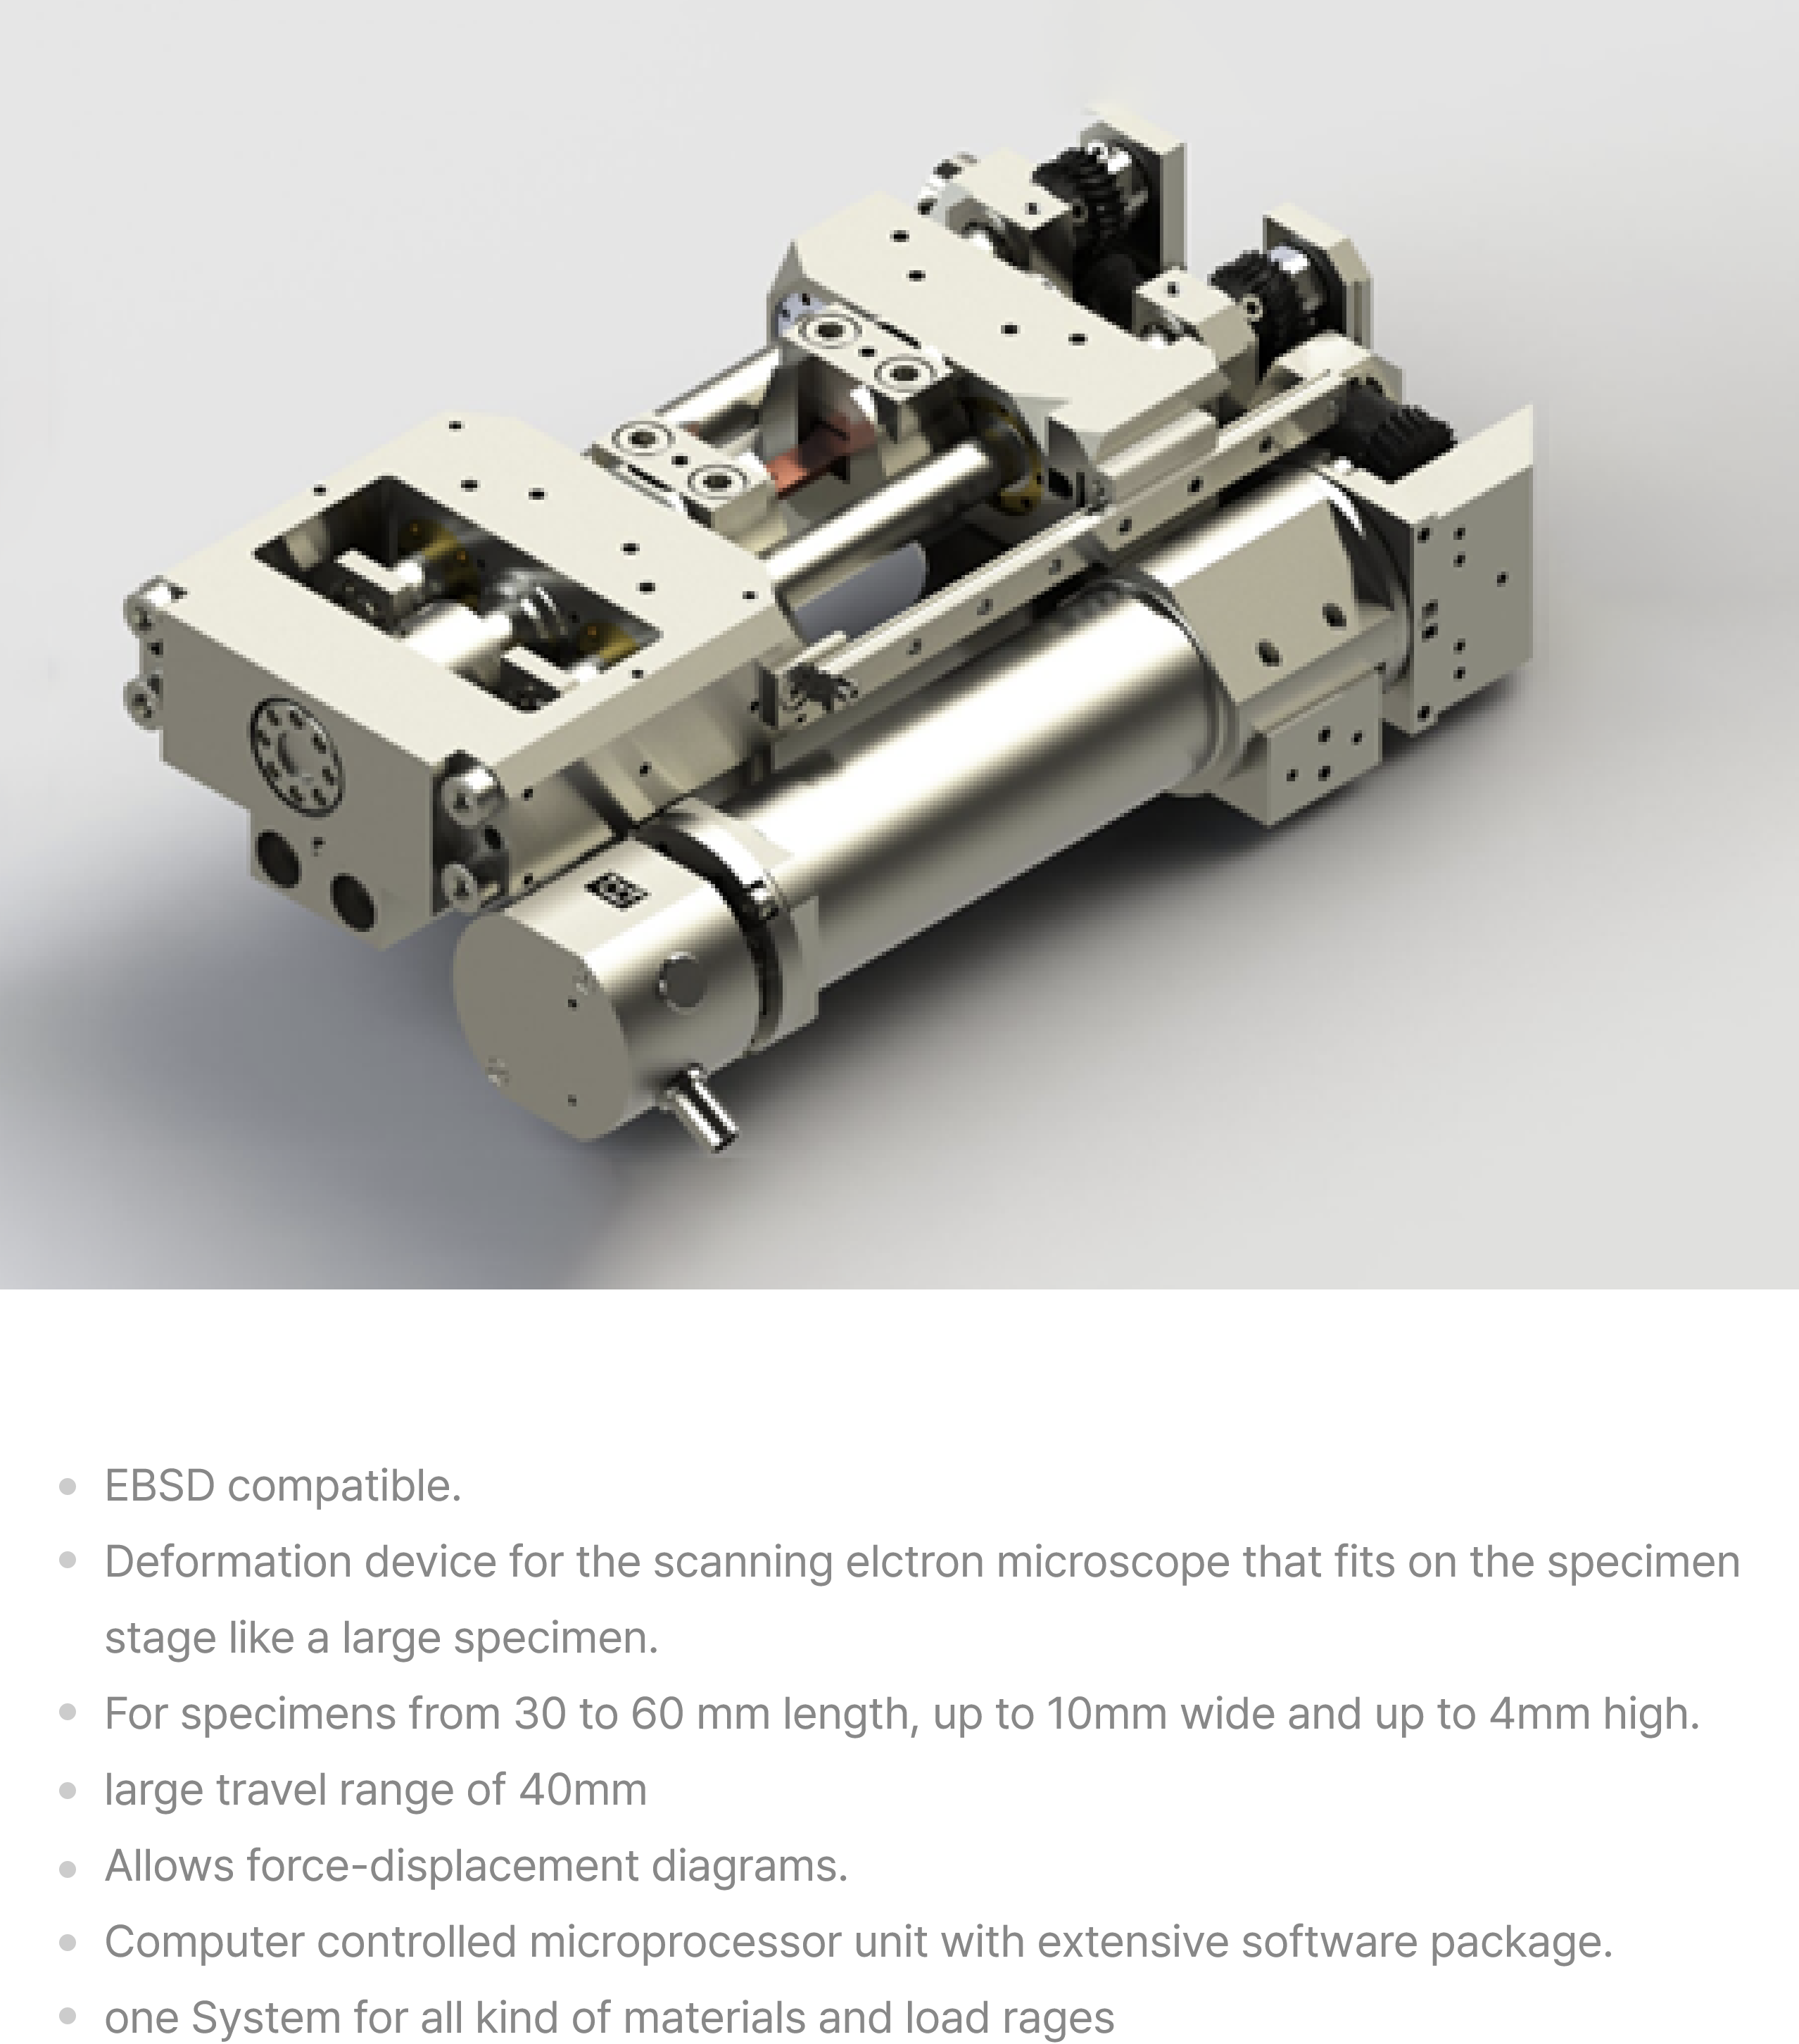 EBSD compatible.
Deformation device for the scanning elctron microscope that fits on the specimen
stage like a large specimen.
For specimens from 30 to 60 mm length, up to 10mm wide and up to 4mm high.
large travel range of 40mm
Allows force-displacement diagrams.
Computer controlled microprocessor unit with extensive software package.
one System for all kind of materials and load rages